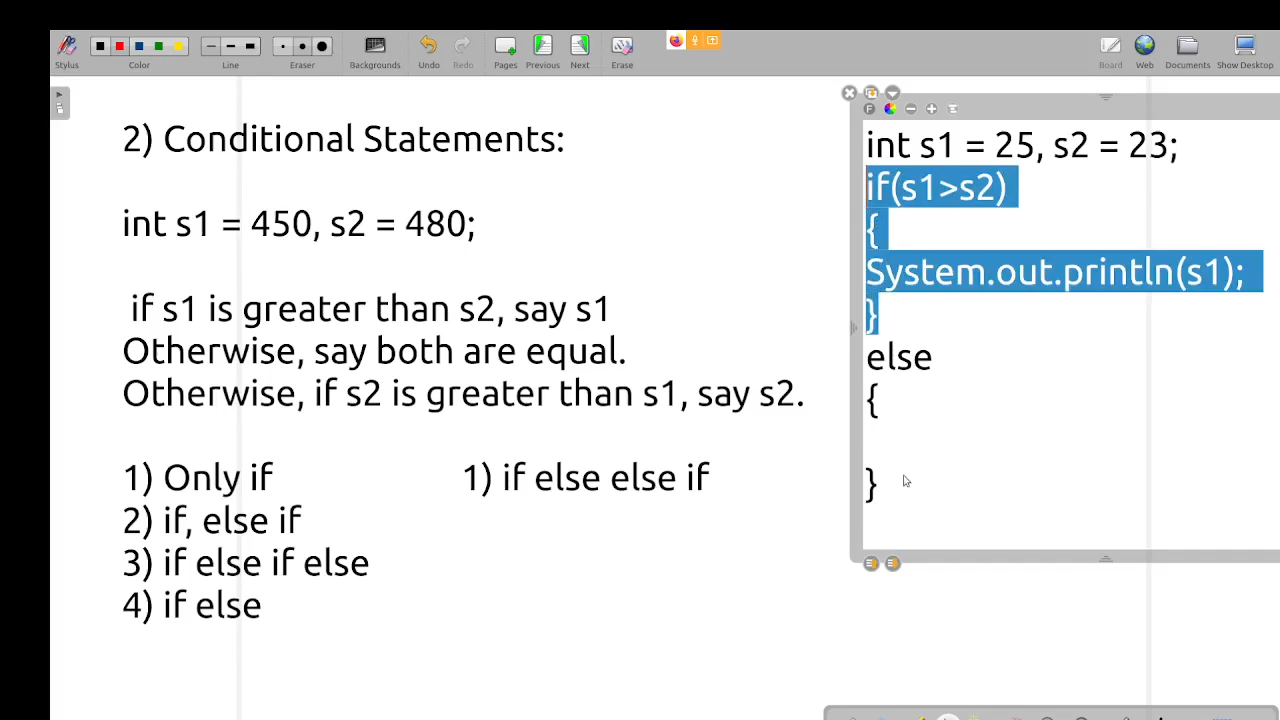 Stylus
Color
Line
Eraser
Backgrounds
Undo
Redo
Pages
Previous
Next
Erase
Board
Web
Documents
Show Desktop
2) Conditional Statements:
int s1 = 450, s2 = 480;
if s1 is greater than s2, say s1
Otherwise, say both are equal.
Otherwise, if s2 is greater than s1, say s2.
1) Only if
2) if, else if
3) if else if else
4) if else
1) if else else if
F
int s1 = 25, s2 = 23;
if(s1>s2)
{
System.out.println(s1);
}
else
{
}